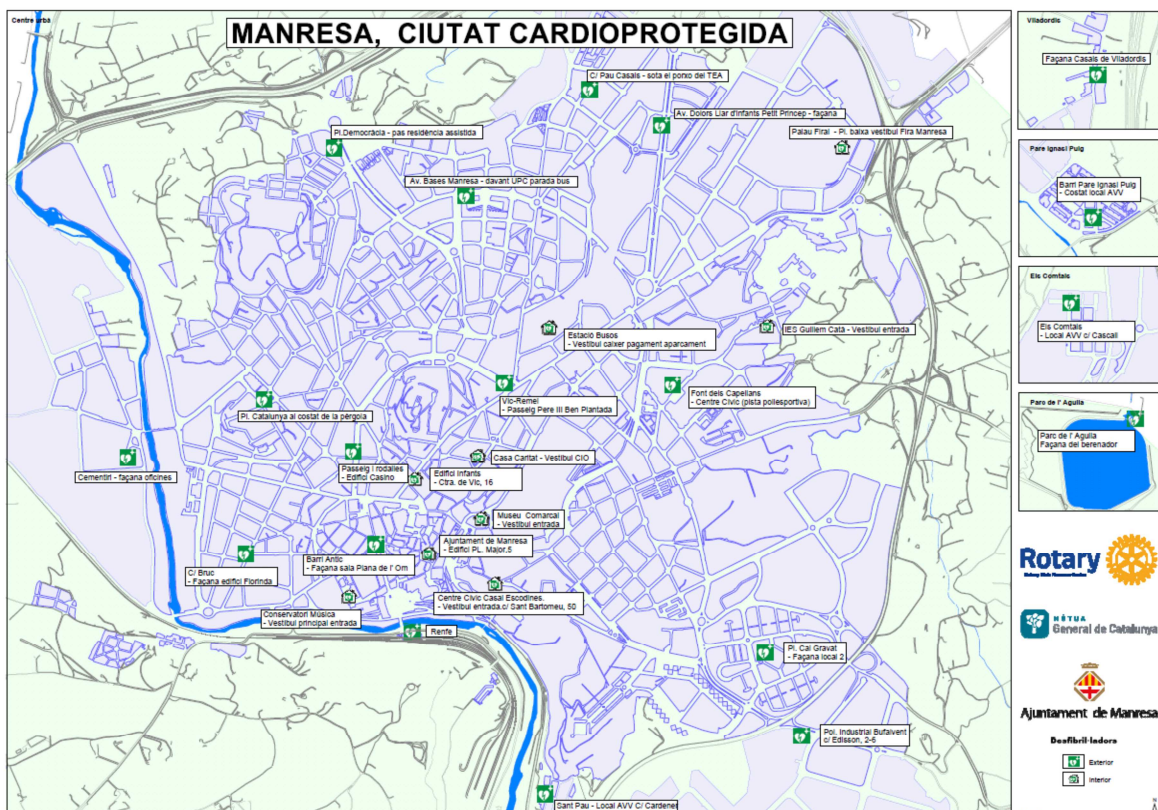 Centre urbà
MANRESA, CIUTAT CARDIOPROTEGIDA
C/ Pau Casals - sota el porxo del TEA
Av. Dolors Llar d'Infants Petit Príncep - façana
Palau Firal - Pl. baixa vestíbul Fira Manresa
Pl.Democràcia - pas residència assistida
Av. Bases Manresa - davant UPC parada bus
Estació Busos
- Vestíbul caixer pagament aparcament
IES Guillem Catà - Vestíbul entrada
Vic-Remei
- Passeig Pere III Ben Plantada
Font dels Capellans
- Centre Cívic (pista poliesportiva)
Pl. Catalunya al costat de la pèrgola
Cementiri - façana oficines
Passeig i rodalies
- Edifici Casino
Casa Caritat - Vestíbul CIO
Edifici Infants
- Ctra. de Vic, 16
Museu Comarcal
- Vestíbul entrada
Ajuntament de Manresa
- Edifici PL. Major,5
Barri Antic
- Façana sala Plana de l' Om
C/ Bruc
- Façana edifici Florinda
Centre Cívic Casal Escodines.
- Vestíbul entrada.c/ Sant Bartomeu, 50
Conservatori Música
- Vestíbul principal entrada
Renfe
Pl. Cal Gravat
- Façana local 2
Pol. Industrial Bufalvent
c/ Edisson, 2-6
Sant Pau - Local AVV C/ Cardener
Viladordis
Façana Casals de Viladordis
Pare Ignasi Puig
Barri Pare Ignasi Puig
- Costat local AVV
Els Comtals
Els Comtals
- Local AVV c/ Cascall
Parc de l' Agulla
Parc de l' Agulla
Façana del berenador
Rotary
MÚTUA
General de Catalunya
Ajuntament de Manresa
Desfibril·ladors
Exterior
Interior